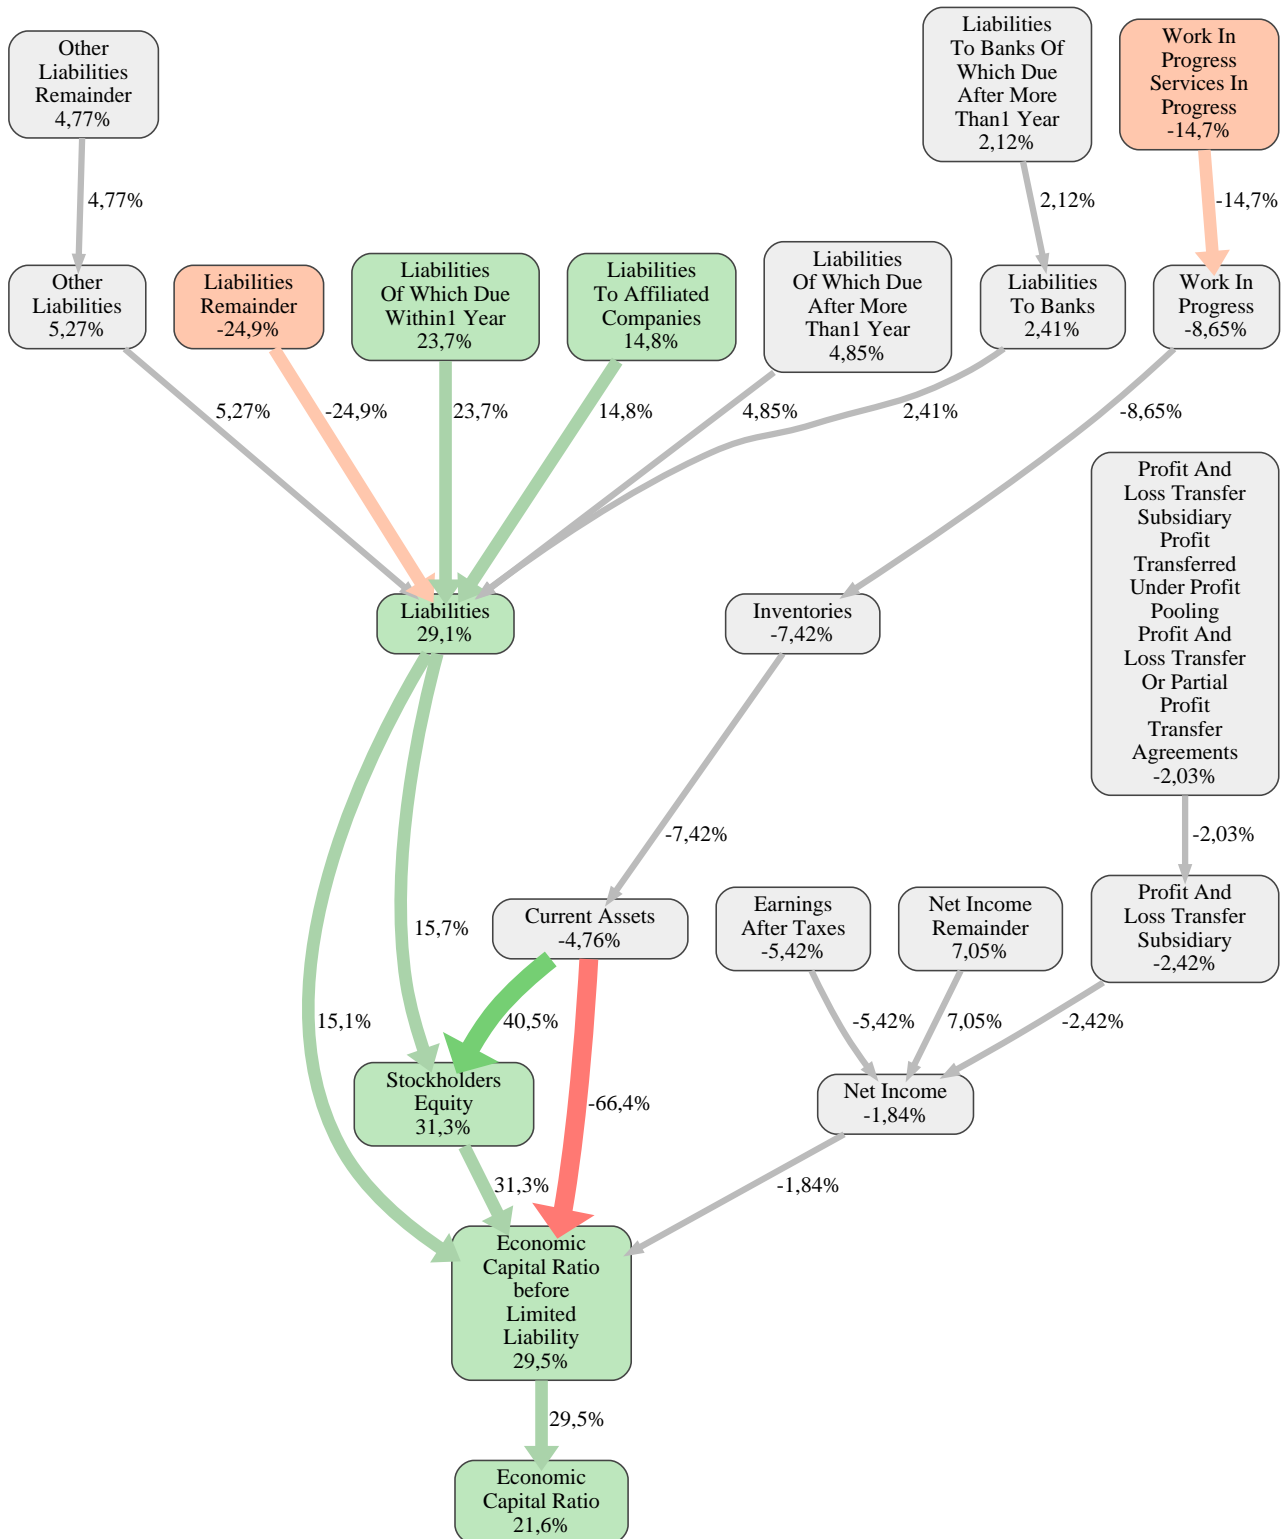 Other
Liabilities
Remainder
4,77%
Liabilities
To Banks Of
Which Due
After More
Than1 Year
2,12%
Work In
Progress
Services In
Progress
-14,7%
4,77%
2,12%
-14,7%
Other
Liabilities
5,27%
Liabilities
Remainder
-24,9%
Liabilities
Of Which Due
Within1 Year
23,7%
Liabilities
To Affiliated
Companies
14,8%
Liabilities
Of Which Due
After More
Than1 Year
4,85%
Liabilities
To Banks
2,41%
Work In
Progress
-8,65%
5,27%
-24,9%
23,7%
14,8%
4,85%
2,41%
-8,65%
Profit And
Loss Transfer
Subsidiary
Profit
Transferred
Under Profit
Pooling
Profit And
Loss Transfer
Or Partial
Profit
Transfer
Agreements
-2,03%
Liabilities
29,1%
Inventories
-7,42%
-7,42%
-2,03%
Current Assets
-4,76%
Earnings
After Taxes
-5,42%
Net Income
Remainder
7,05%
Profit And
Loss Transfer
Subsidiary
-2,42%
15,7%
15,1%
40,5%
-66,4%
-5,42%
7,05%
-2,42%
Stockholders
Equity
31,3%
Net Income
-1,84%
31,3%
-1,84%
Economic
Capital Ratio
before
Limited
Liability
29,5%
29,5%
Economic
Capital Ratio
21,6%